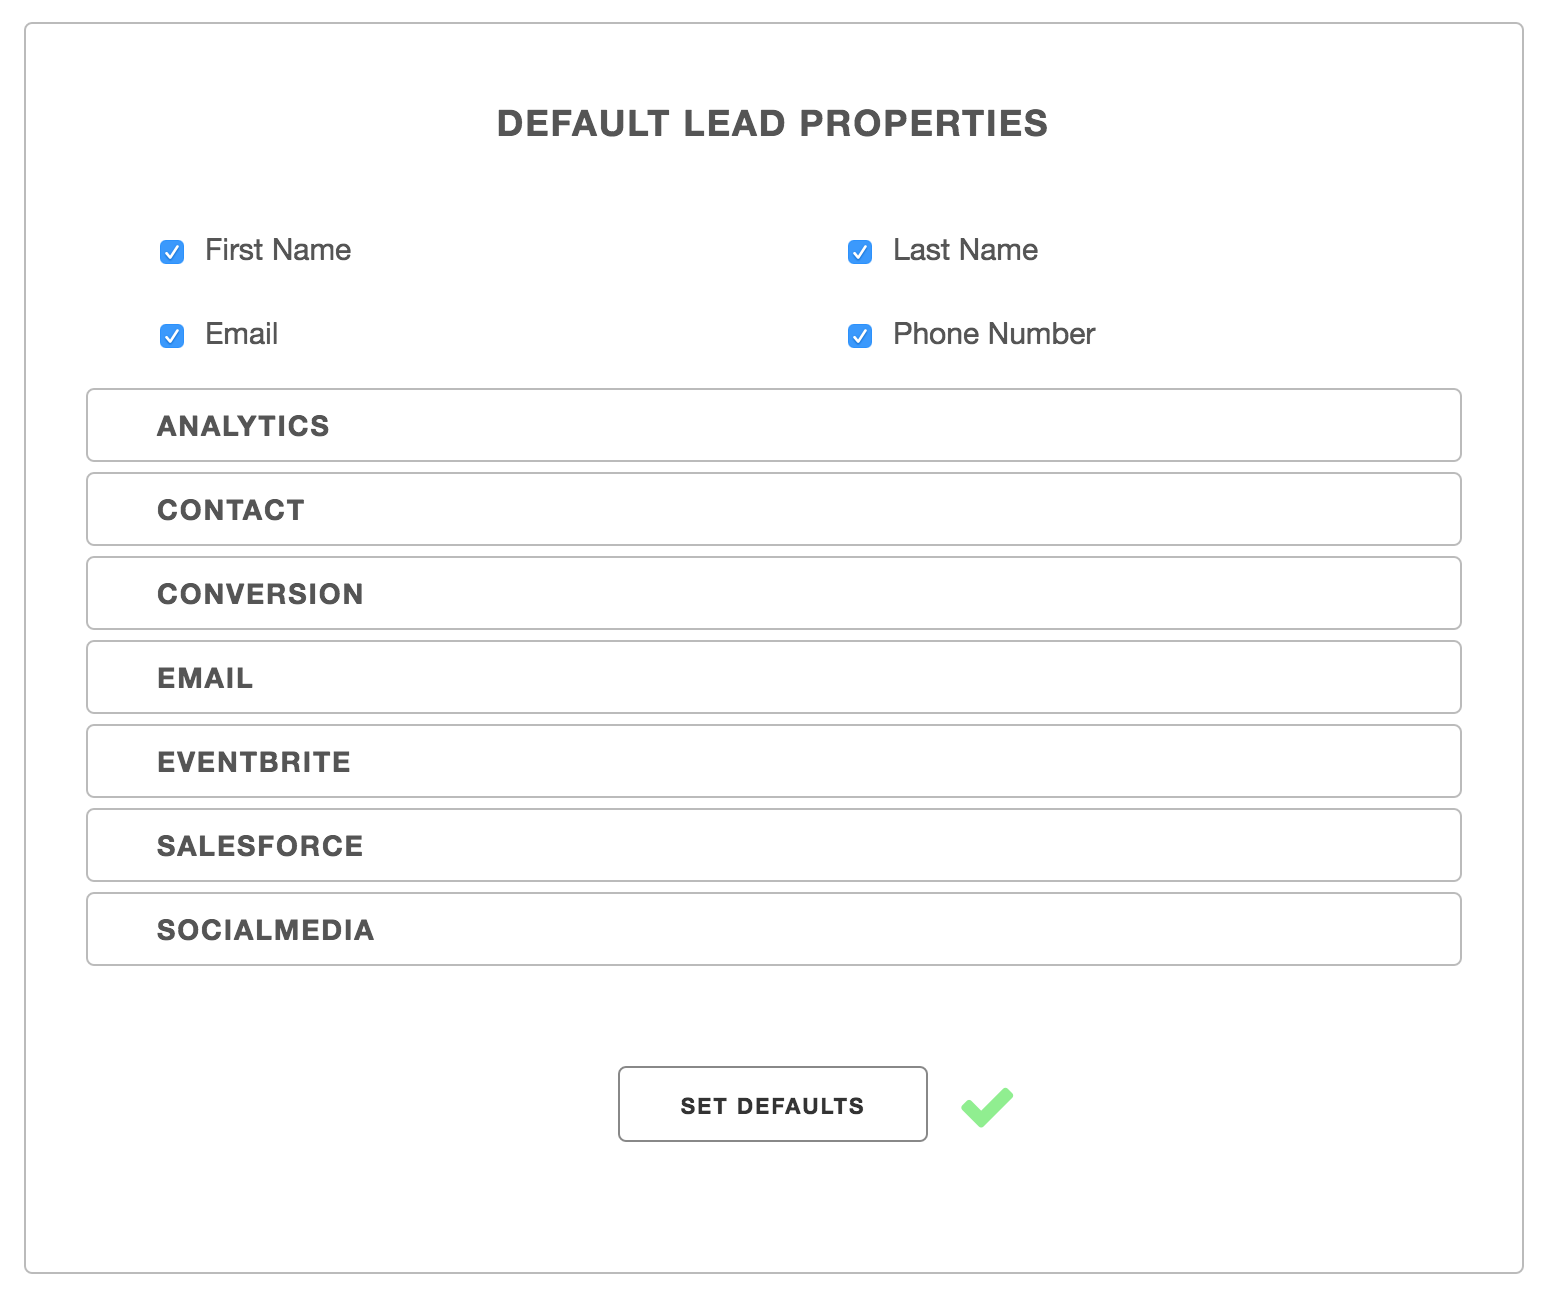 DEFAULT LEAD PROPERTIES
First Name
Last Name
Email
Phone Number
ANALYTICS
CONTACT
CONVERSION
EMAIL
EVENTBRITE
SALESFORCE
SOCIALMEDIA
SET DEFAULTS